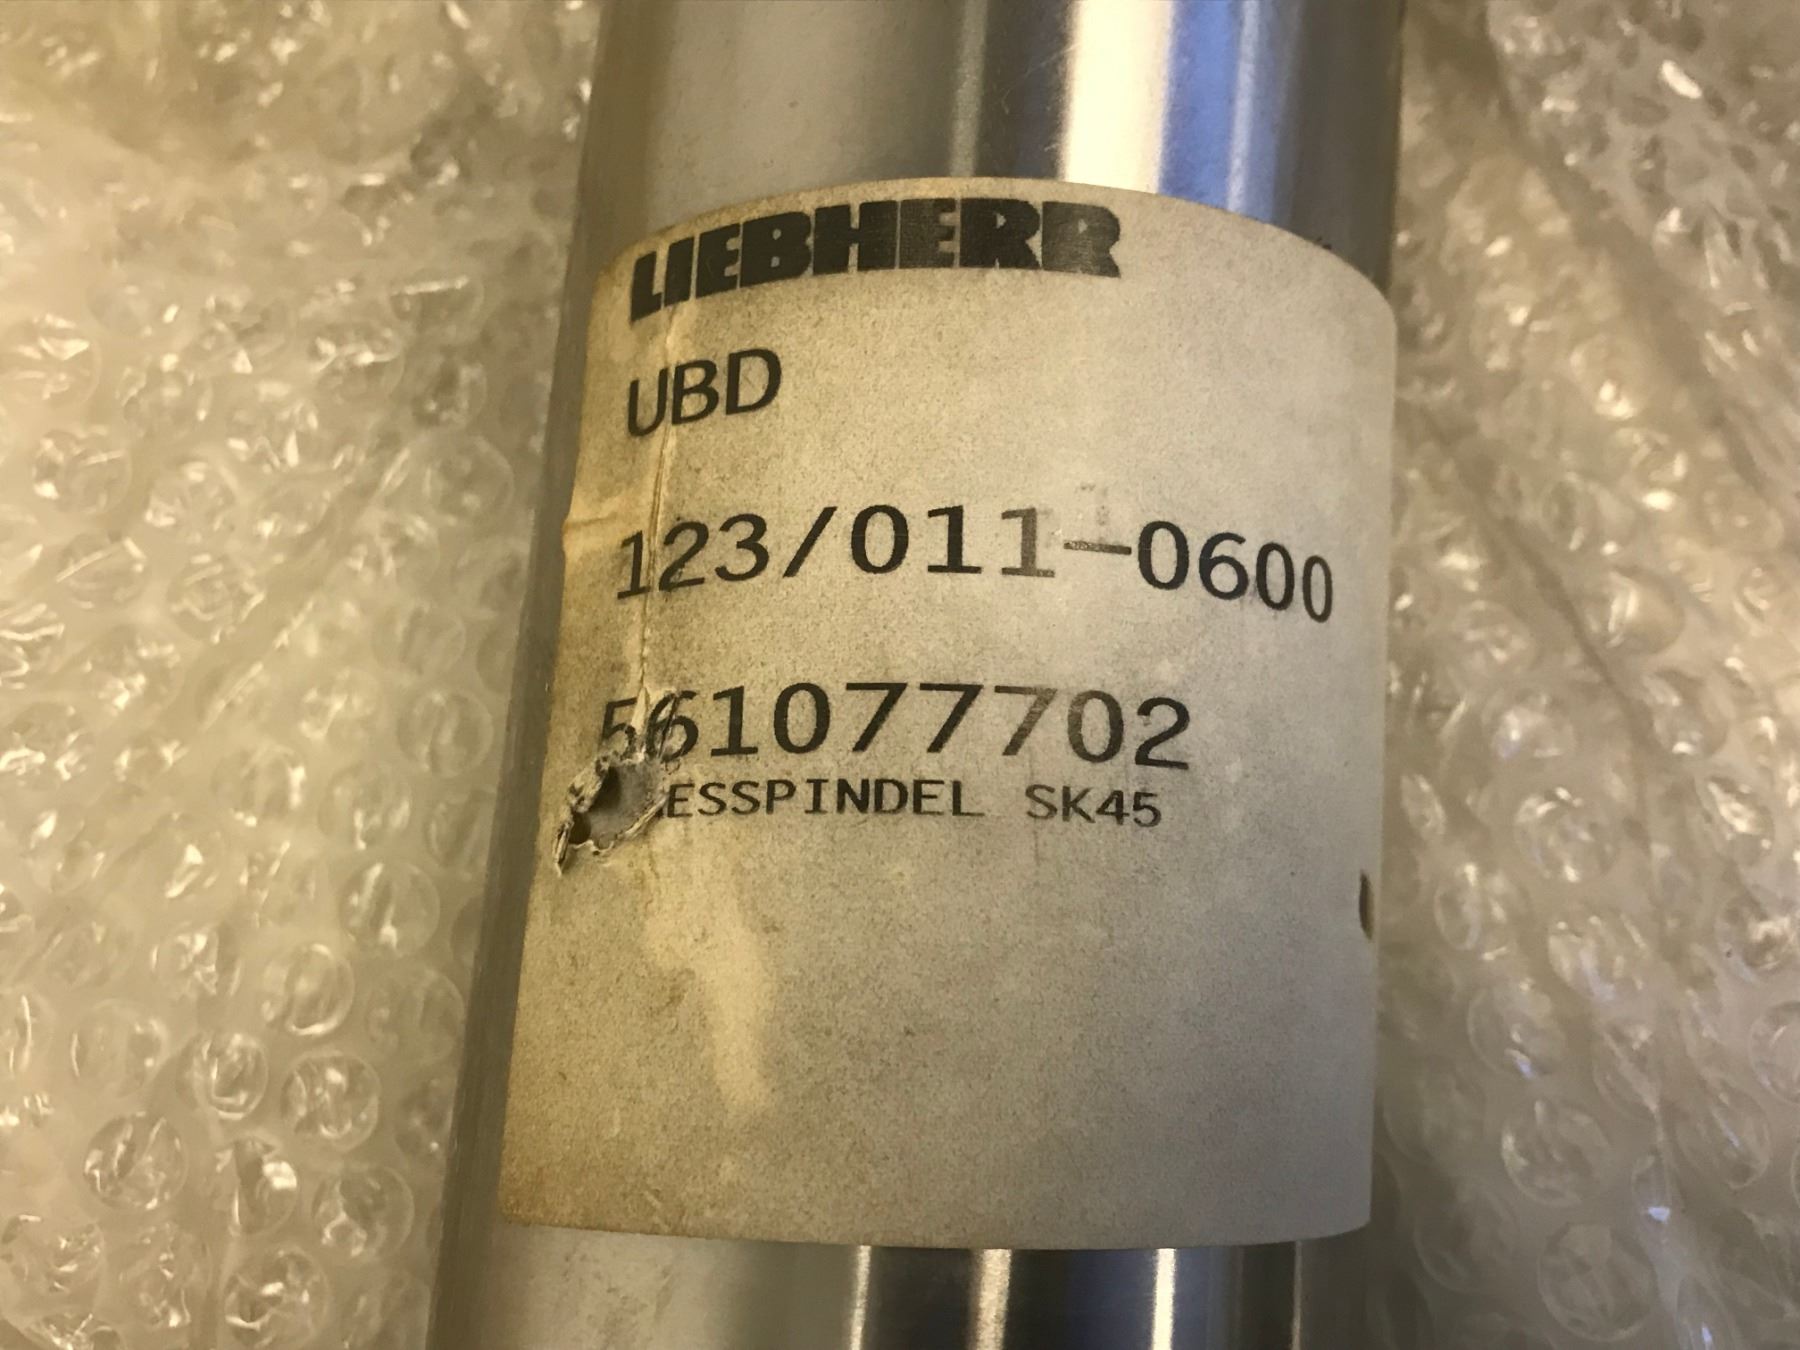 LIEBHERR
UBD
123/011-0600
561077702
ESSPINDEL SK45